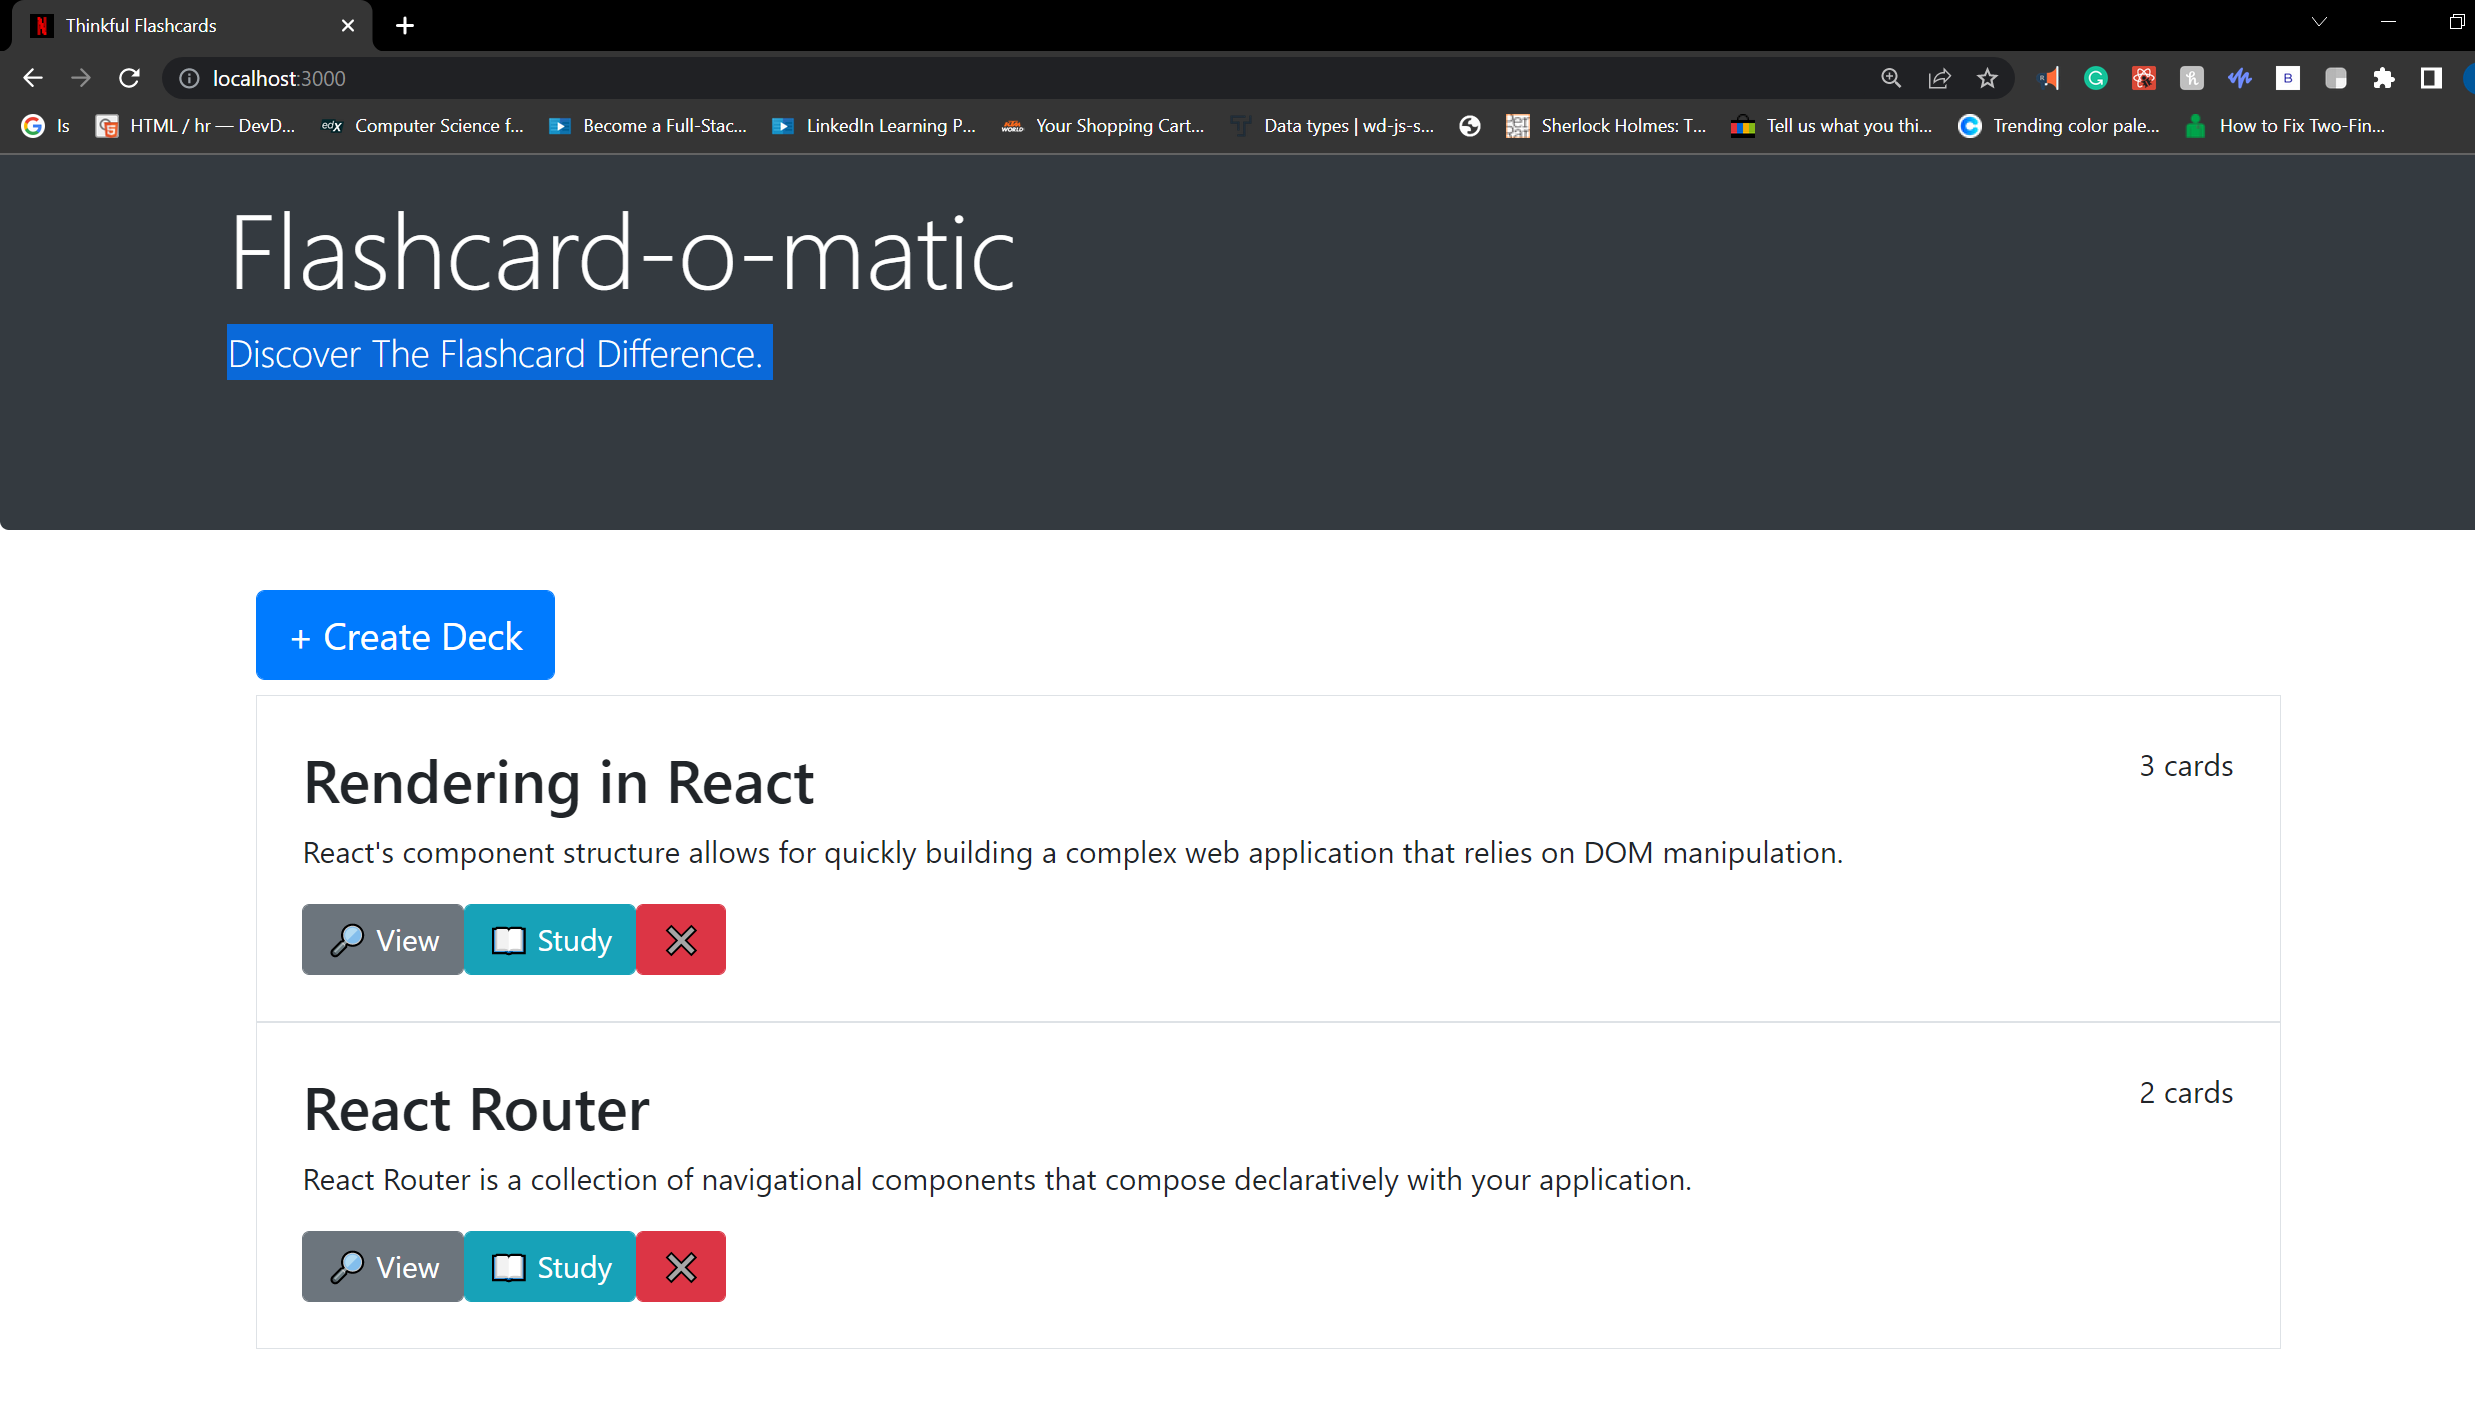 Thinkful Flashcards
localhost:3000
Is
HTML / hr — DevD...
edX
Computer Science f...
Become a Full-Stac...
LinkedIn Learning P...
KTM WORLD
Your Shopping Cart...
Data types | wd-js-s...
Sherlock Holmes: T...
Tell us what you thi...
Trending color pale...
How to Fix Two-Fin...
Flashcard-o-matic
Discover The Flashcard Difference.
+ Create Deck
Rendering in React
3 cards
React's component structure allows for quickly building a complex web application that relies on DOM manipulation.
View
Study
React Router
2 cards
React Router is a collection of navigational components that compose declaratively with your application.
View
Study